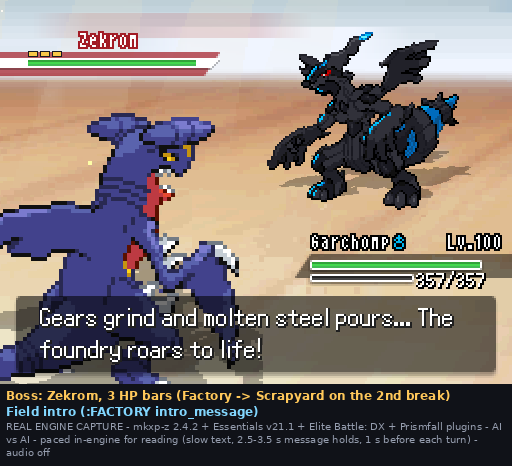 Zekrom
Garchomp♂ Lv.100
357/357
Gears grind and molten steel pours... The
foundry roars to life!
Boss: Zekrom, 3 HP bars (Factory -> Scrapyard on the 2nd break)
Field intro (:FACTORY intro_message)
REAL ENGINE CAPTURE - mkxp-z 2.4.2 + Essentials v21.1 + Elite Battle: DX + Prismfall plugins - AI
vs AI - paced in-engine for reading (slow text, 2.5-3.5 s message holds, 1 s before each turn) -
audio off